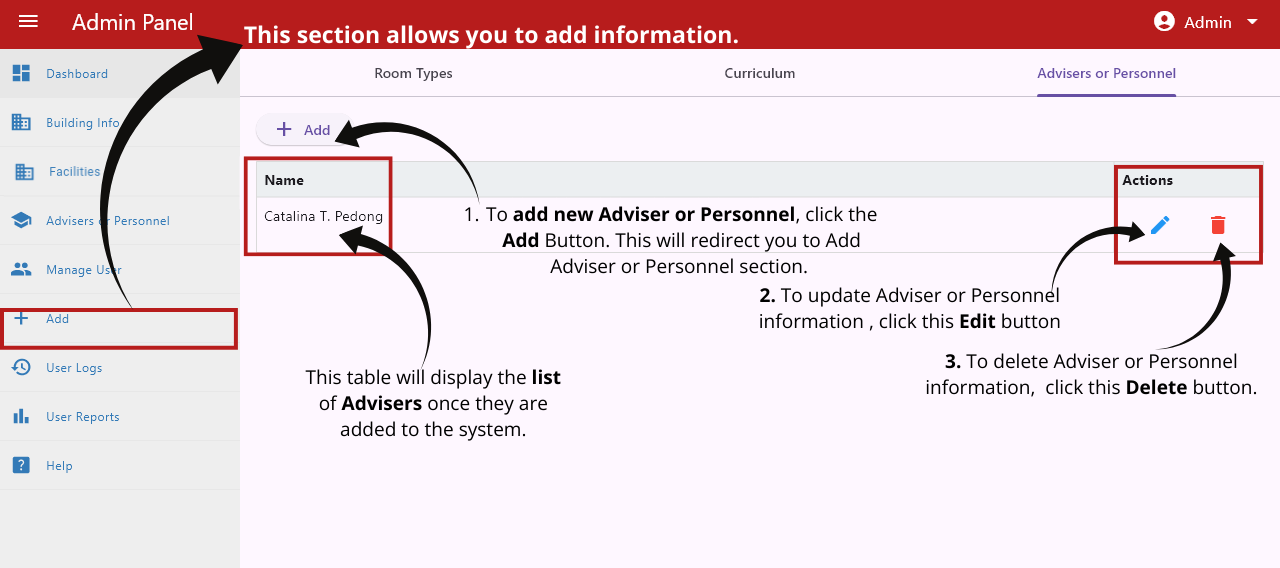 Admin Panel
This section allows you to add information.
Admin
Dashboard
Building Info
Facilities
Advisers or Personnel
Manage User
Add
User Logs
User Reports
Help
Room Types
Curriculum
Advisers or Personnel
Add
Name
Actions
Catalina T. Pedong
1. To add new Adviser or Personnel, click the
Add Button. This will redirect you to Add
Adviser or Personnel section.
2. To update Adviser or Personnel
information , click this Edit button
3. To delete Adviser or Personnel
information, click this Delete button.
This table will display the list
of Advisers once they are
added to the system.